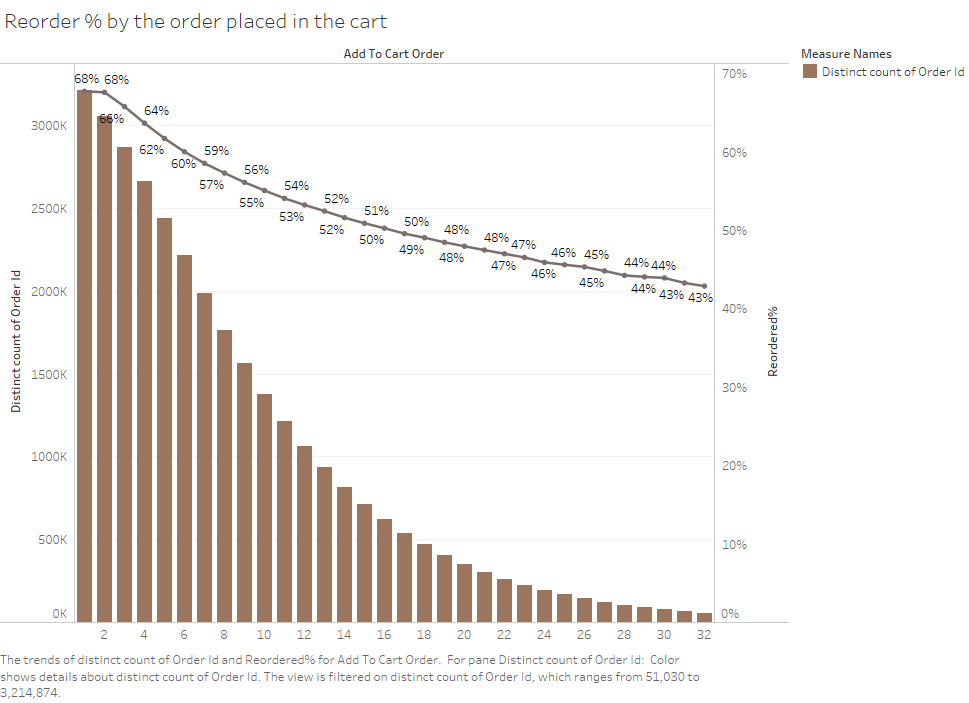 Reorder % by the order placed in the cart
Add To Cart Order
Measure Names
Distinct count of Order Id
68% 68%
66%
64%
62%
60%
59%
57%
56%
55%
54%
53%
52%
52%
51%
50%
50%
49%
48%
48%
48%
47%
47%
46%
46%
45%
45%
44%
44%
44%
43%
43%
3000K
2500K
2000K
1500K
1000K
500K
0K
Distinct count of Order Id
70%
60%
50%
40%
30%
20%
10%
0%
Reordered%
2 4 6 8 10 12 14 16 18 20 22 24 26 28 30 32
The trends of distinct count of Order Id and Reordered% for Add To Cart Order.  For pane Distinct count of Order Id:  Color
shows details about distinct count of Order Id. The view is filtered on distinct count of Order Id, which ranges from 51,030 to
3,214,874.